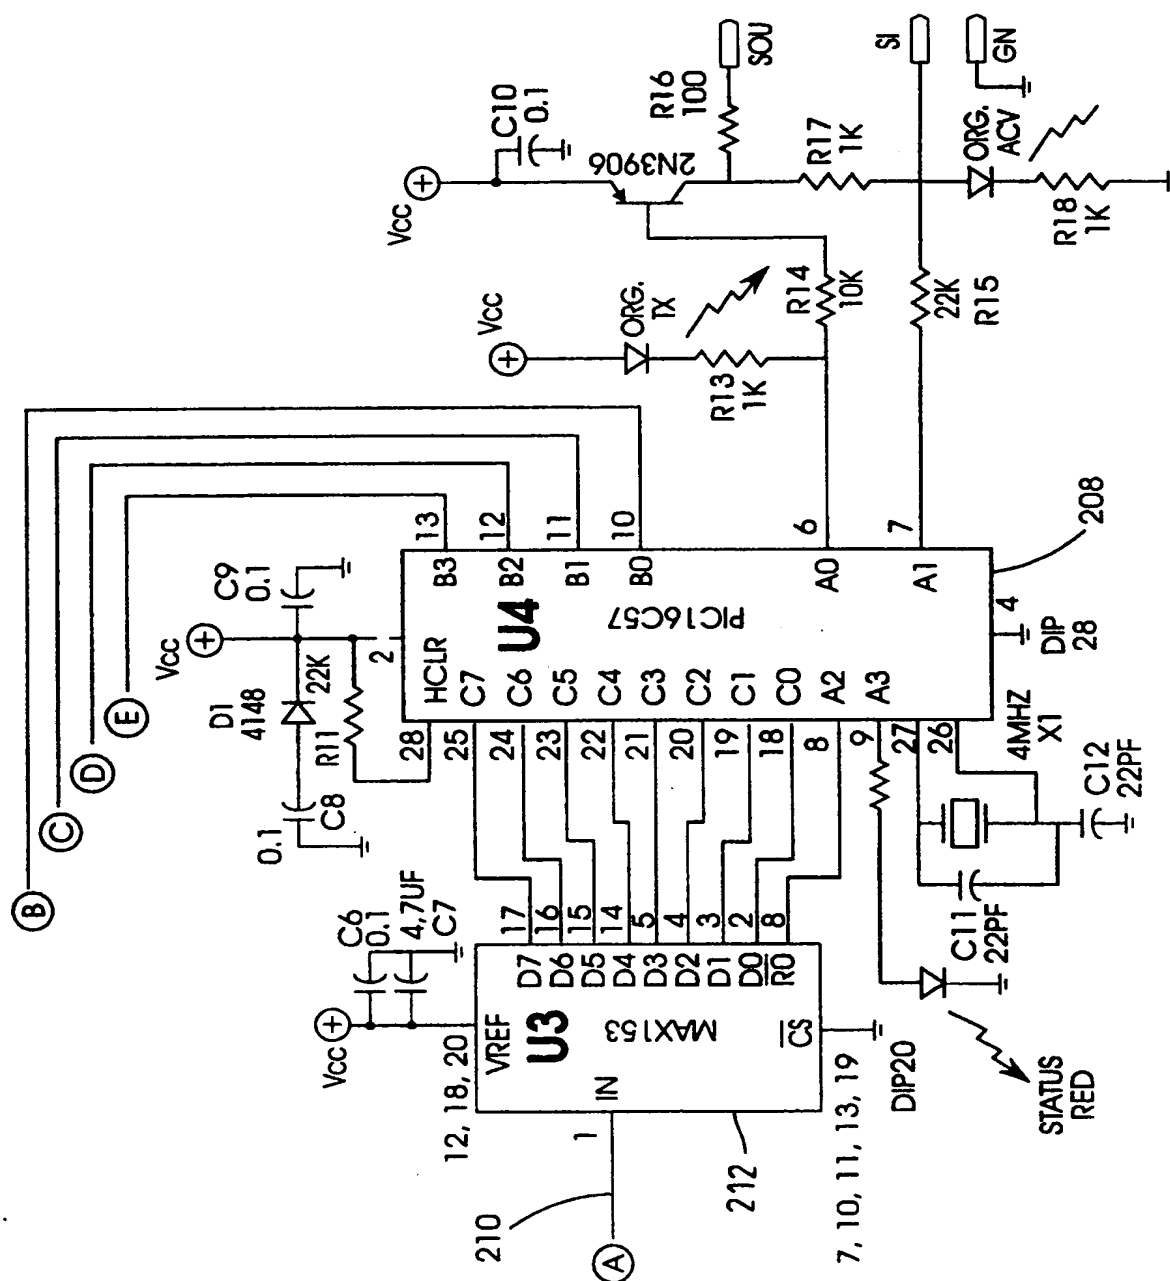 B
C
D
E
Vcc
C9
0.1
D1
4148
22K
R11
0.1
C8
2
HCLR
28
U4
PIC16C57
C7
25
C6
24
C5
23
C4
22
C3
21
C2
20
C1
19
C0
18
A2
8
A3
9
27
26
B3
13
B2
12
B1
11
B0
10
A0
6
A1
7
4
DIP
28
208
4MHZ
X1
C12
22PF
C11
22PF
Vcc
C6
0.1
4,7UF
C7
12, 18, 20
VREF
U3
MAX153
IN
1
210
A
212
CS
7, 10, 11, 13, 19
DIP20
D7
17
D6
16
D5
15
D4
14
D3
5
D2
4
D1
3
D0
2
R0
8
STATUS
RED
Vcc
ORG.
TX
R13
1K
R14
10K
22K
R15
Vcc
C10
0.1
2N3906
R16
100
SOU
R17
1K
SI
GN
ORG.
ACV
R18
1K